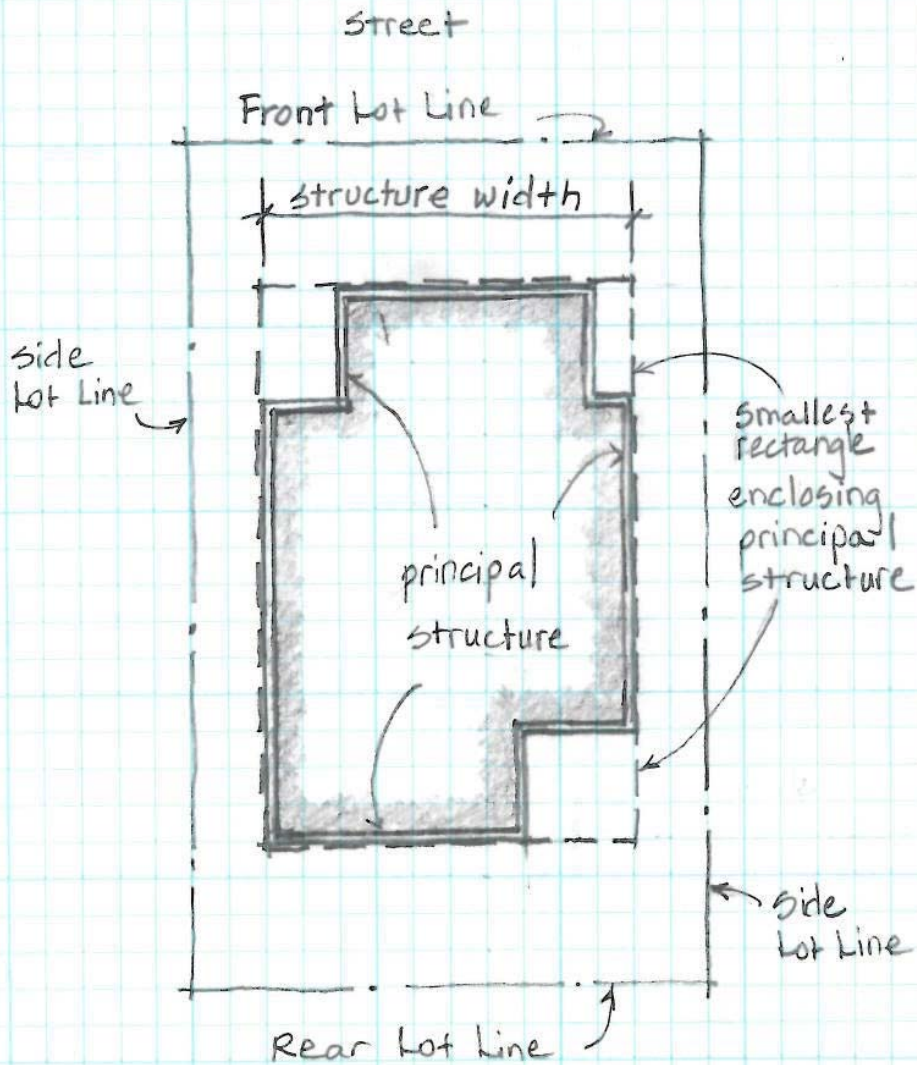 Street
Front Lot Line
structure width
side
Lot Line
smallest
rectange
enclosing
principal
structure
principal
structure
side
Lot Line
Rear Lot Line